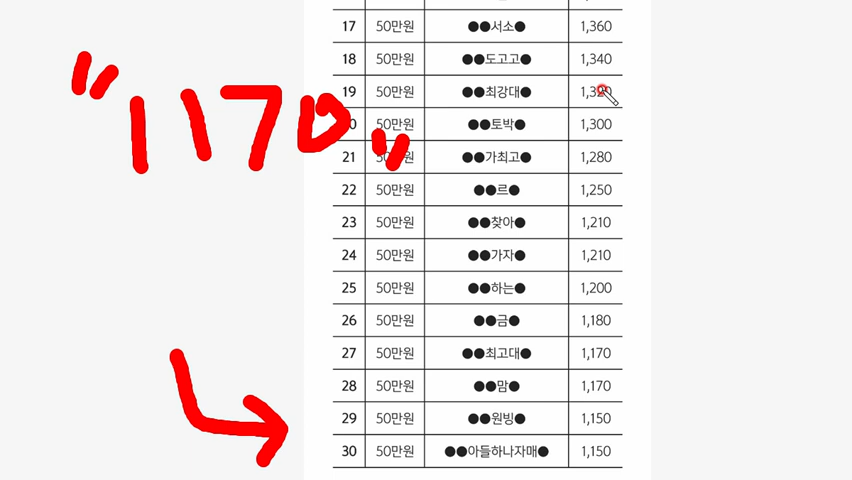 "1170"
17 50만원 ●●서소● 1,360
18 50만원 ●●도고고● 1,340
19 50만원 ●●최강대● 1,320
50만원 ●●토박● 1,300
21 50만원 ●●가최고● 1,280
22 50만원 ●●르● 1,250
23 50만원 ●●찾아● 1,210
24 50만원 ●●가자● 1,210
25 50만원 ●●하는● 1,200
26 50만원 ●●금● 1,180
27 50만원 ●●최고대● 1,170
28 50만원 ●●맘● 1,170
29 50만원 ●●원빙● 1,150
30 50만원 ●●아들하나자매● 1,150